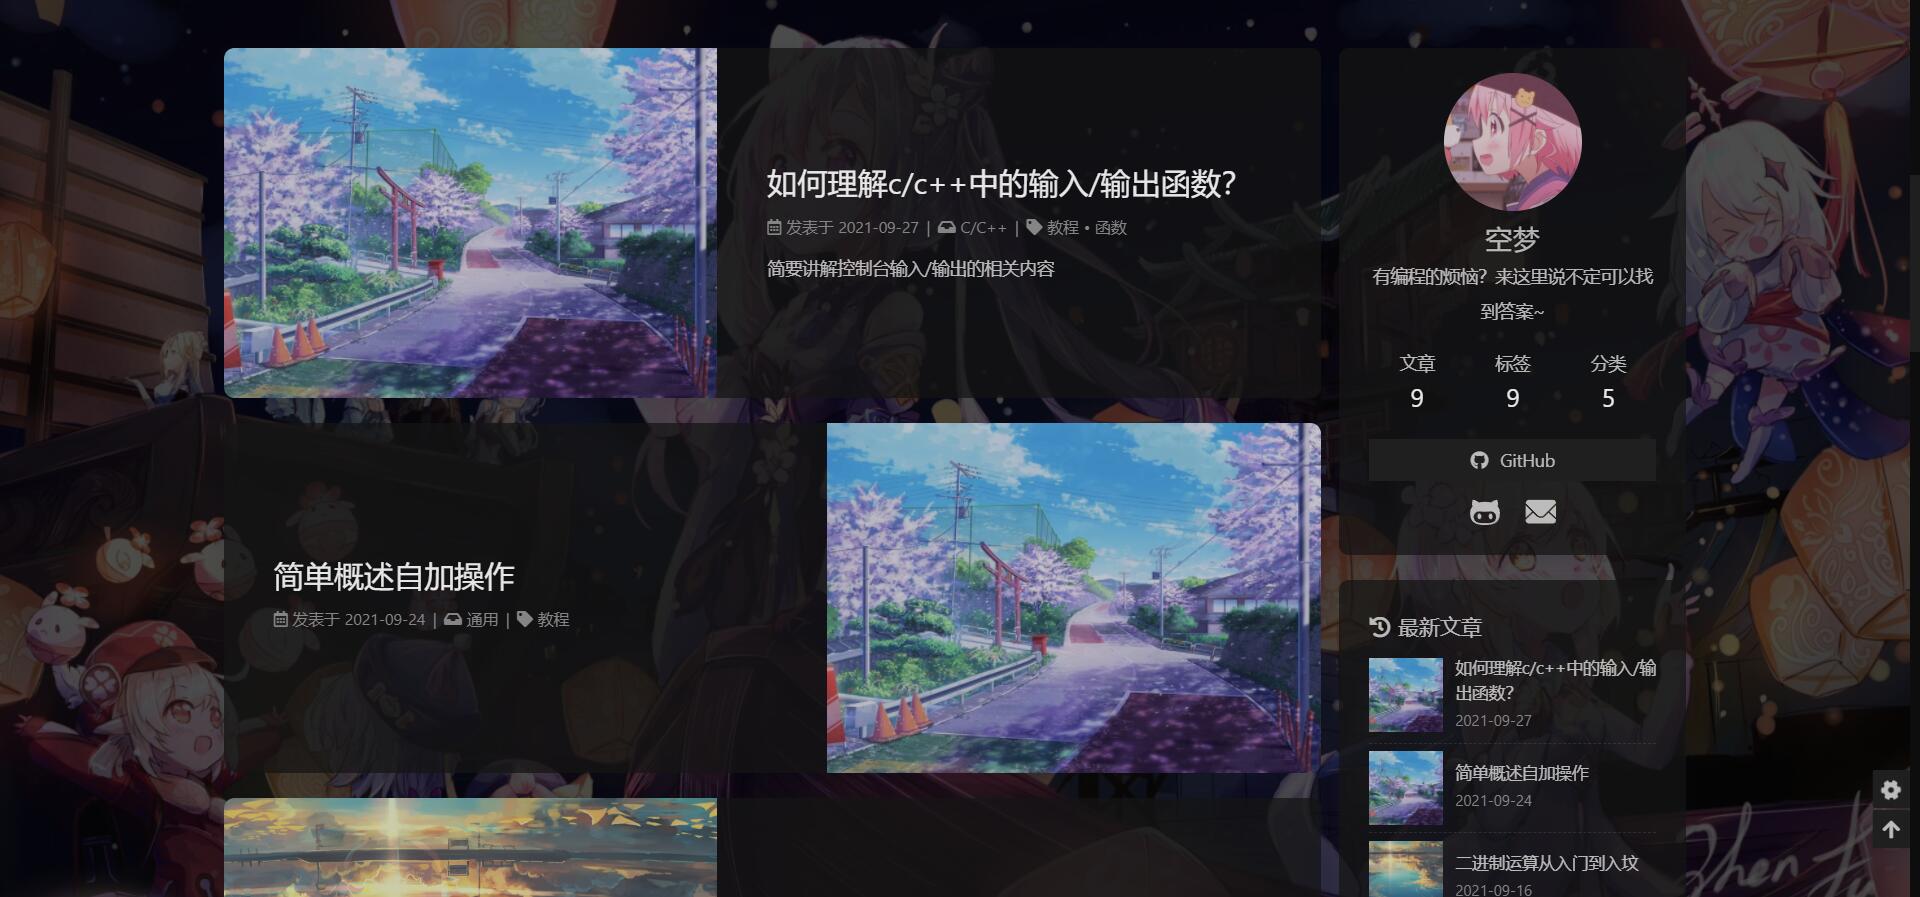 如何理解c/c++中的输入/输出函数?
发表于 2021-09-27 | C/C++ | 教程 • 函数
简要讲解控制台输入/输出的相关内容
简单概述自加操作
发表于 2021-09-24 | 通用 | 教程
空梦
有编程的烦恼? 来这里说不定可以找
到答案~
文章 标签 分类
9 9 5
GitHub
最新文章
如何理解c/c++中的输入/输
出函数?
2021-09-27
简单概述自加操作
2021-09-24
二进制运算从入门到入坟
2021-09-16